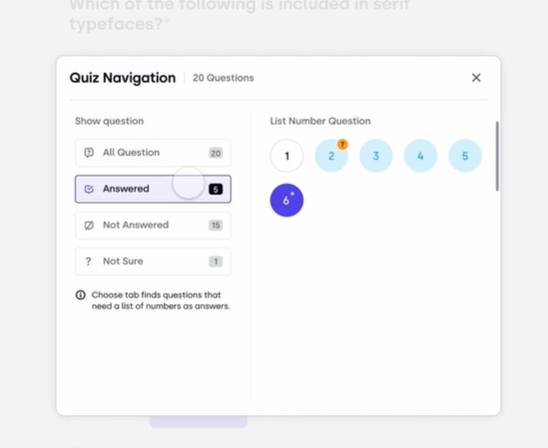 Which of the following is included in serif
typefaces?*
Quiz Navigation
20 Questions
Show question
All Question
20
Answered
5
Not Answered
15
Not Sure
1
Choose tab finds questions that
need a list of numbers as answers.
List Number Question
1
2
?
3
4
5
6*